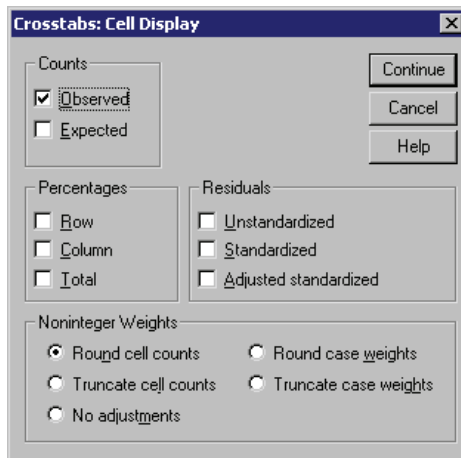 Crosstabs: Cell Display
Counts
Observed
Expected
Continue
Cancel
Help
Percentages
Row
Column
Total
Residuals
Unstandardized
Standardized
Adjusted standardized
Noninteger Weights
Round cell counts
Round case weights
Truncate cell counts
Truncate case weights
No adjustments